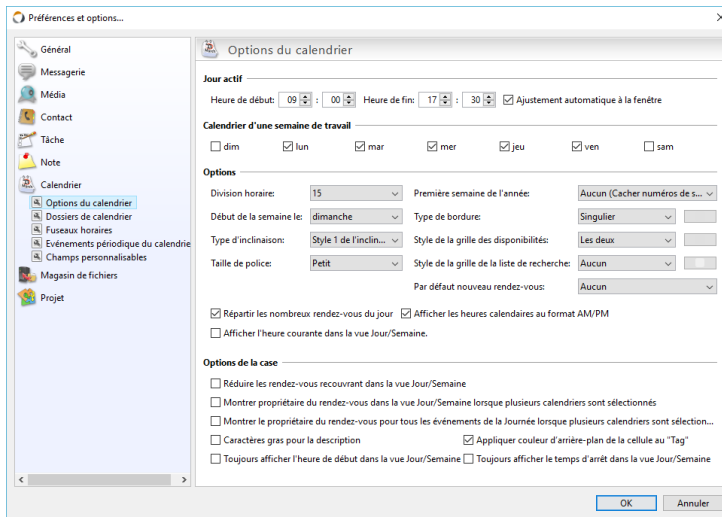 Préférences et options...
Général
Messagerie
Média
Contact
Tâche
Note
Calendrier
Options du calendrier
Dossiers de calendrier
Fuseaux horaires
Evénements périodique du calendrie
Champs personnalisables
Magasin de fichiers
Projet
Options du calendrier
Jour actif
Heure de début: 09 : 00 Heure de fin: 17 : 30 Ajustement automatique à la fenêtre
Calendrier d'une semaine de travail
dim lun mar mer jeu ven sam
Options
Division horaire: 15 Première semaine de l'année: Aucun (Cacher numéros de s...
Début de la semaine le: dimanche Type de bordure: Singulier
Type d'inclinaison: Style 1 de l'inclin... Style de la grille des disponibilités: Les deux
Taille de police: Petit Style de la grille de la liste de recherche: Aucun
Par défaut nouveau rendez-vous: Aucun
Répartir les nombreux rendez-vous du jour Afficher les heures calendaires au format AM/PM
Afficher l'heure courante dans la vue Jour/Semaine.
Options de la case
Réduire les rendez-vous recouvrant dans la vue Jour/Semaine
Montrer propriétaire du rendez-vous dans la vue Jour/Semaine lorsque plusieurs calendriers sont sélectionnés
Montrer le propriétaire du rendez-vous pour tous les événements de la Journée lorsque plusieurs calendriers sont sélection...
Caractères gras pour la description Appliquer couleur d'arrière-plan de la cellule au "Tag"
Toujours afficher l'heure de début dans la vue Jour/Semaine Toujours afficher le temps d'arrêt dans la vue Jour/Semaine
OK Annuler